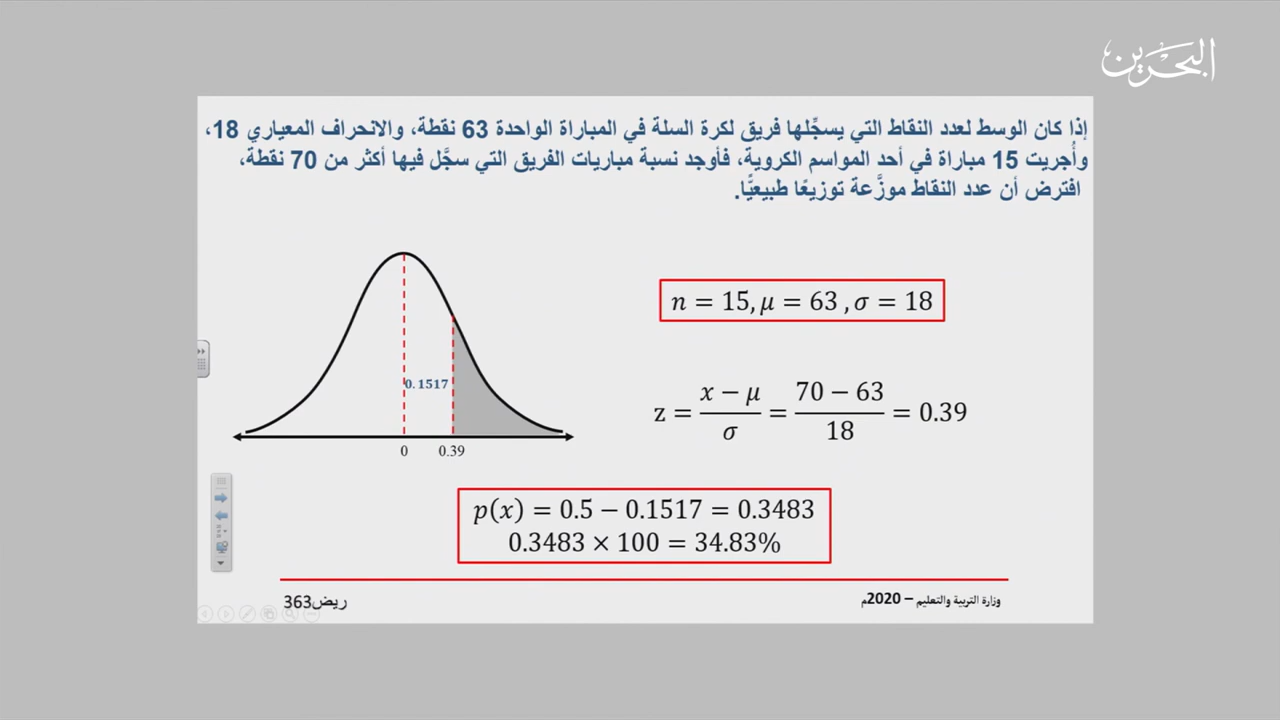 البحرين
إذا كان الوسط لعدد النقاط التي يسجِّلها فريق لكرة السلة في المباراة الواحدة 63 نقطة، والانحراف المعياري 18،
وأُجريت 15 مباراة في أحد المواسم الكروية، فأوجد نسبة مباريات الفريق التي سجَّل فيها أكثر من 70 نقطة،
افترض أن عدد النقاط موزَّعة توزيعًا طبيعيًّا.
n = 15, μ = 63 , σ = 18
z = (x − μ)/σ = (70 − 63)/18 = 0.39
0.1517
0 0.39
p(x) = 0.5 − 0.1517 = 0.3483
0.3483 × 100 = 34.83%
وزارة التربية والتعليم – 2020م
ريض363